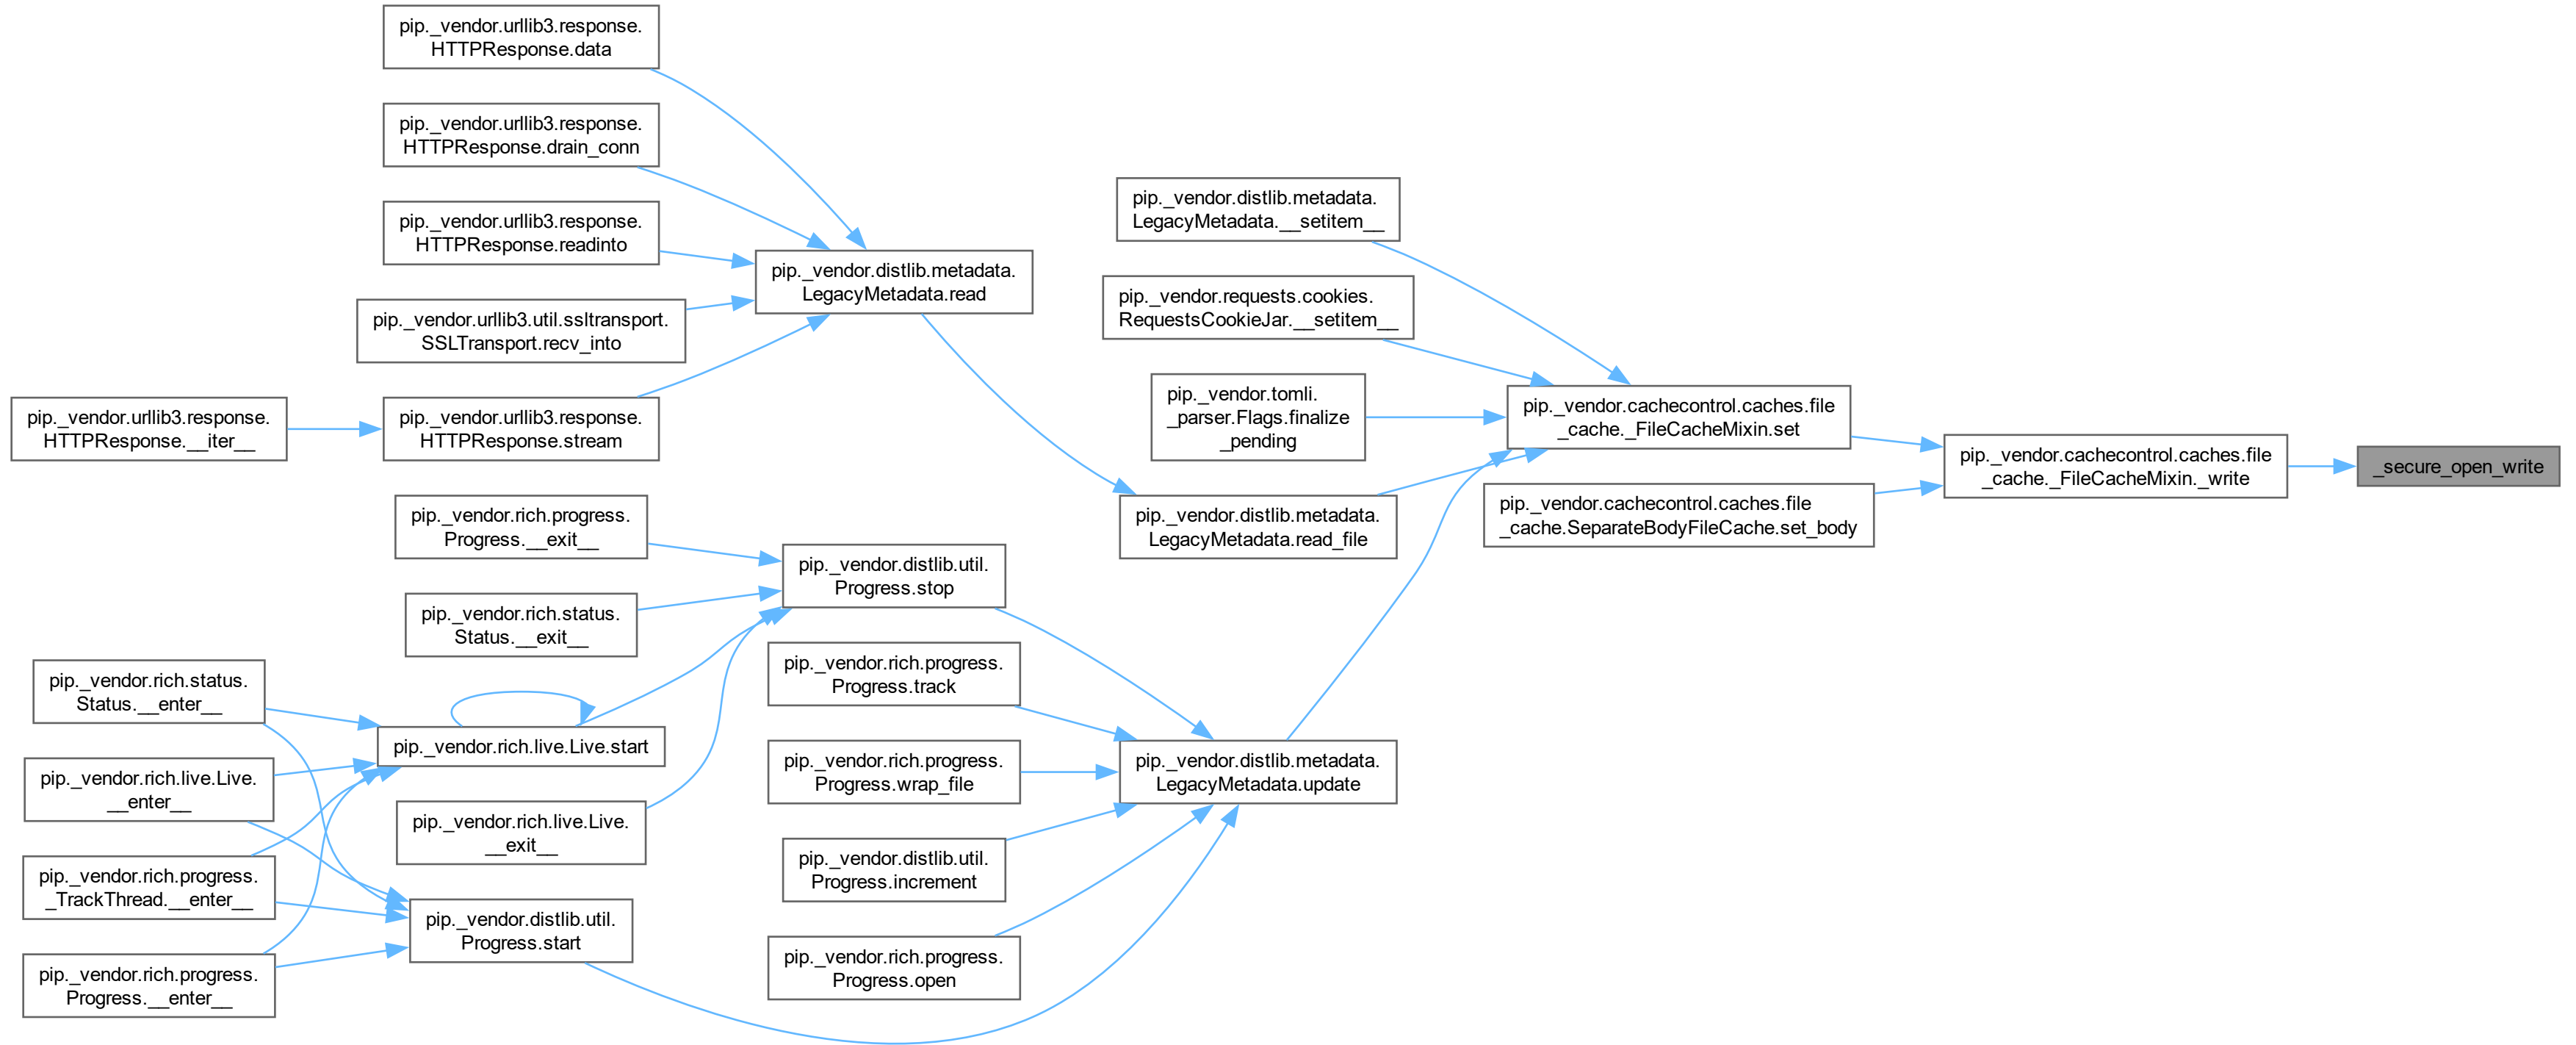 pip._vendor.urllib3.response.
HTTPResponse.data
pip._vendor.urllib3.response.
HTTPResponse.drain_conn
pip._vendor.urllib3.response.
HTTPResponse.readinto
pip._vendor.urllib3.util.ssltransport.
SSLTransport.recv_into
pip._vendor.urllib3.response.
HTTPResponse.__iter__
pip._vendor.urllib3.response.
HTTPResponse.stream
pip._vendor.distlib.metadata.
LegacyMetadata.read
pip._vendor.distlib.metadata.
LegacyMetadata.__setitem__
pip._vendor.requests.cookies.
RequestsCookieJar.__setitem__
pip._vendor.tomli.
_parser.Flags.finalize
_pending
pip._vendor.distlib.metadata.
LegacyMetadata.read_file
pip._vendor.cachecontrol.caches.file
_cache._FileCacheMixin.set
pip._vendor.cachecontrol.caches.file
_cache.SeparateBodyFileCache.set_body
pip._vendor.cachecontrol.caches.file
_cache._FileCacheMixin._write
_secure_open_write
pip._vendor.rich.progress.
Progress.__exit__
pip._vendor.rich.status.
Status.__exit__
pip._vendor.distlib.util.
Progress.stop
pip._vendor.rich.progress.
Progress.track
pip._vendor.rich.progress.
Progress.wrap_file
pip._vendor.distlib.util.
Progress.increment
pip._vendor.rich.progress.
Progress.open
pip._vendor.distlib.metadata.
LegacyMetadata.update
pip._vendor.rich.status.
Status.__enter__
pip._vendor.rich.live.Live.
__enter__
pip._vendor.rich.progress.
_TrackThread.__enter__
pip._vendor.rich.progress.
Progress.__enter__
pip._vendor.rich.live.Live.start
pip._vendor.rich.live.Live.
__exit__
pip._vendor.distlib.util.
Progress.start